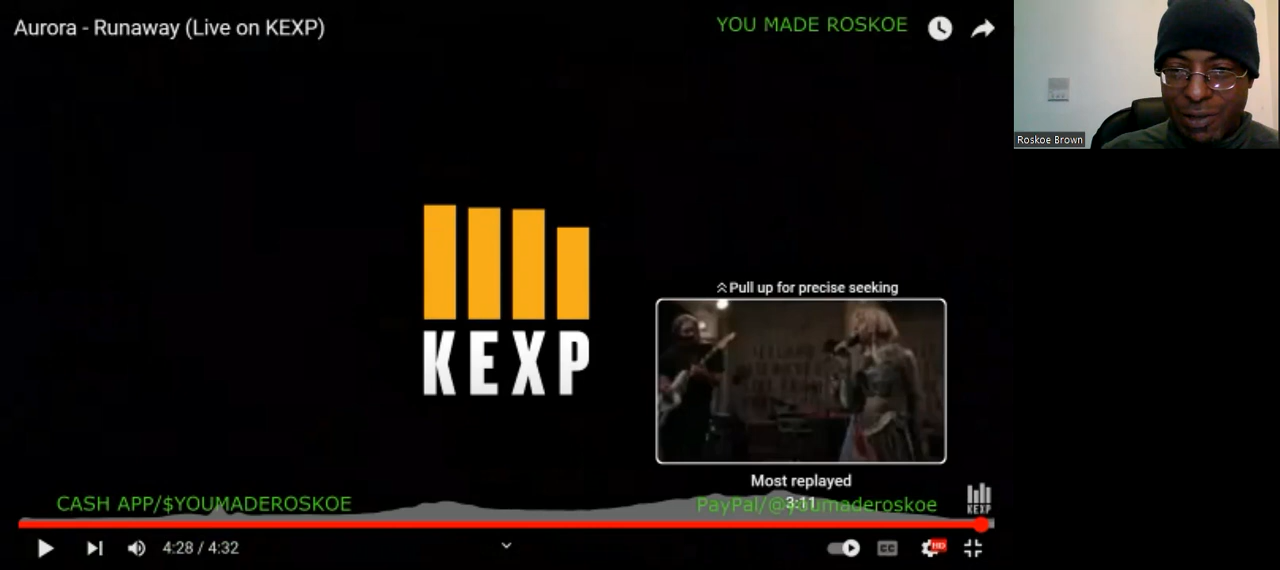 Aurora - Runaway (Live on KEXP)
YOU MADE ROSKOE
Roskoe Brown
KEXP
Pull up for precise seeking
Most replayed
3:11
CASH APP/$YOUMADEROSKOE
PayPal/@youmaderoskoe
KEXP
4:28 / 4:32
CC
HD